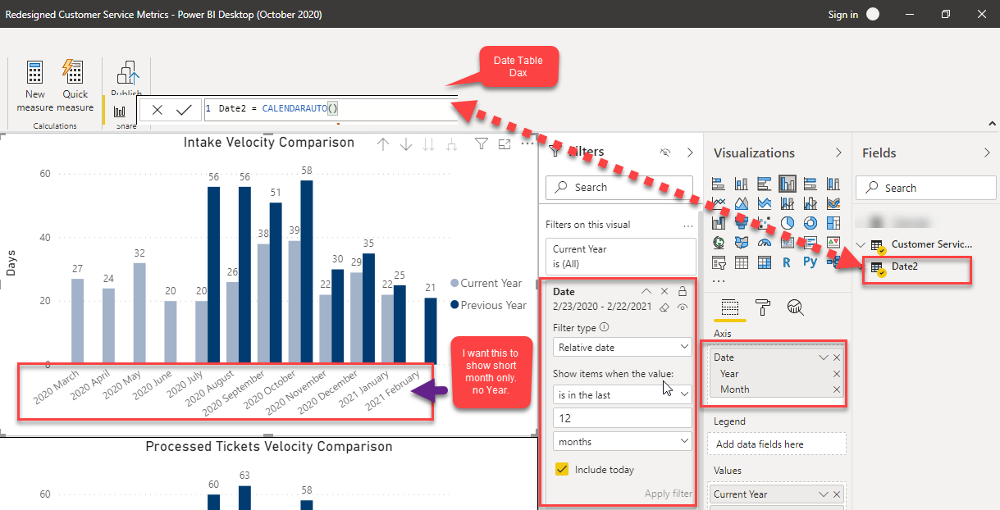 Redesigned Customer Service Metrics - Power BI Desktop (October 2020)
Sign in
Date Table
Dax
New
measure
Quick
measure
Publish
Calculations
Share
1 Date2 = CALENDARAUTO()
Intake Velocity Comparison
60
40
20
0
Days
27
24
32
20
20
26
56
56
38
51
39
58
22
30
29
35
22
25
21
Current Year
Previous Year
2020 March
2020 April
2020 May
2020 June
2020 July
2020 August
2020 September
2020 October
2020 November
2020 December
2021 January
2021 February
I want this to
show short
month only.
no Year.
Processed Tickets Velocity Comparison
60
60
63
58
Filters
Search
Filters on this visual
Current Year
is (All)
Date
2/23/2020 - 2/22/2021
Filter type
Relative date
Show items when the value:
is in the last
12
months
Include today
Apply filter
Visualizations
R
Py
Axis
Date
Year
Month
Legend
Add data fields here
Values
Current Year
Fields
Search
Customer Servic...
Date2